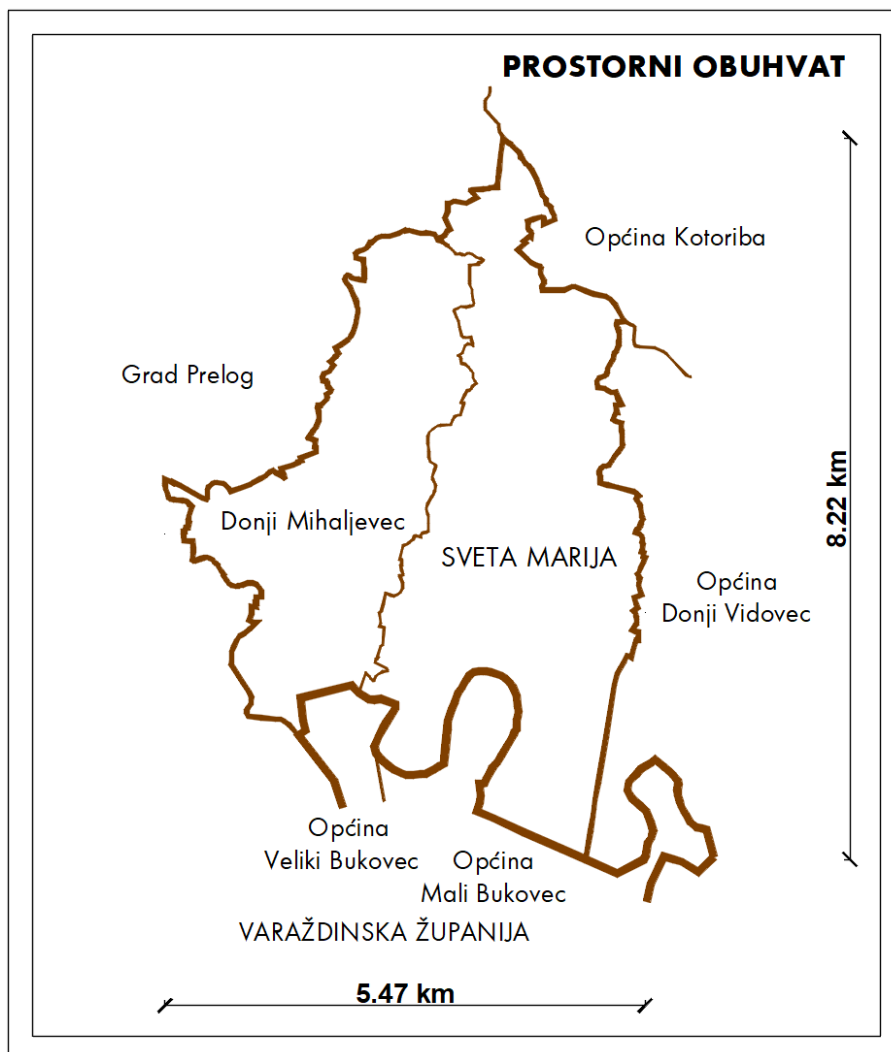 PROSTORNI OBUHVAT
Općina Kotoriba
Grad Prelog
8.22 km
Donji Mihaljevec
SVETA MARIJA
Općina
Donji Vidovec
Općina
Veliki Bukovec
Općina
Mali Bukovec
VARAŽDINSKA ŽUPANIJA
5.47 km